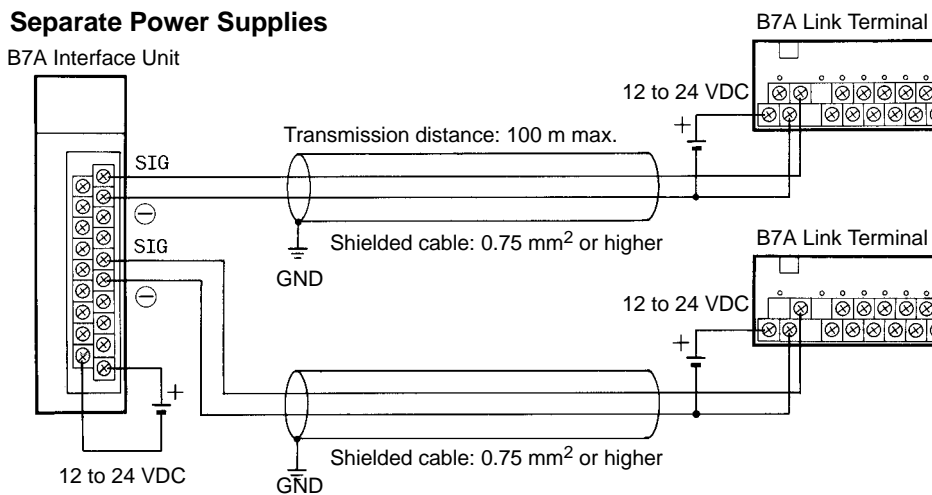 Separate Power Supplies
B7A Interface Unit
B7A Link Terminal
12 to 24 VDC
+
Transmission distance: 100 m max.
SIG
⊖
Shielded cable: 0.75 mm² or higher
GND
SIG
⊖
B7A Link Terminal
12 to 24 VDC
+
+
12 to 24 VDC
Shielded cable: 0.75 mm² or higher
GND